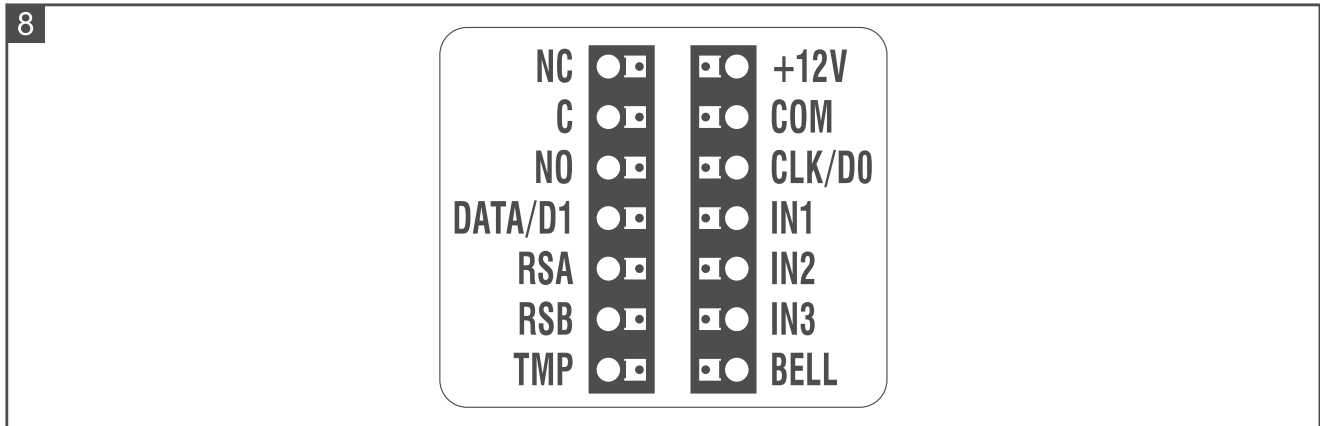 8
NC +12V
C COM
NO CLK/D0
DATA/D1 IN1
RSA IN2
RSB IN3
TMP BELL